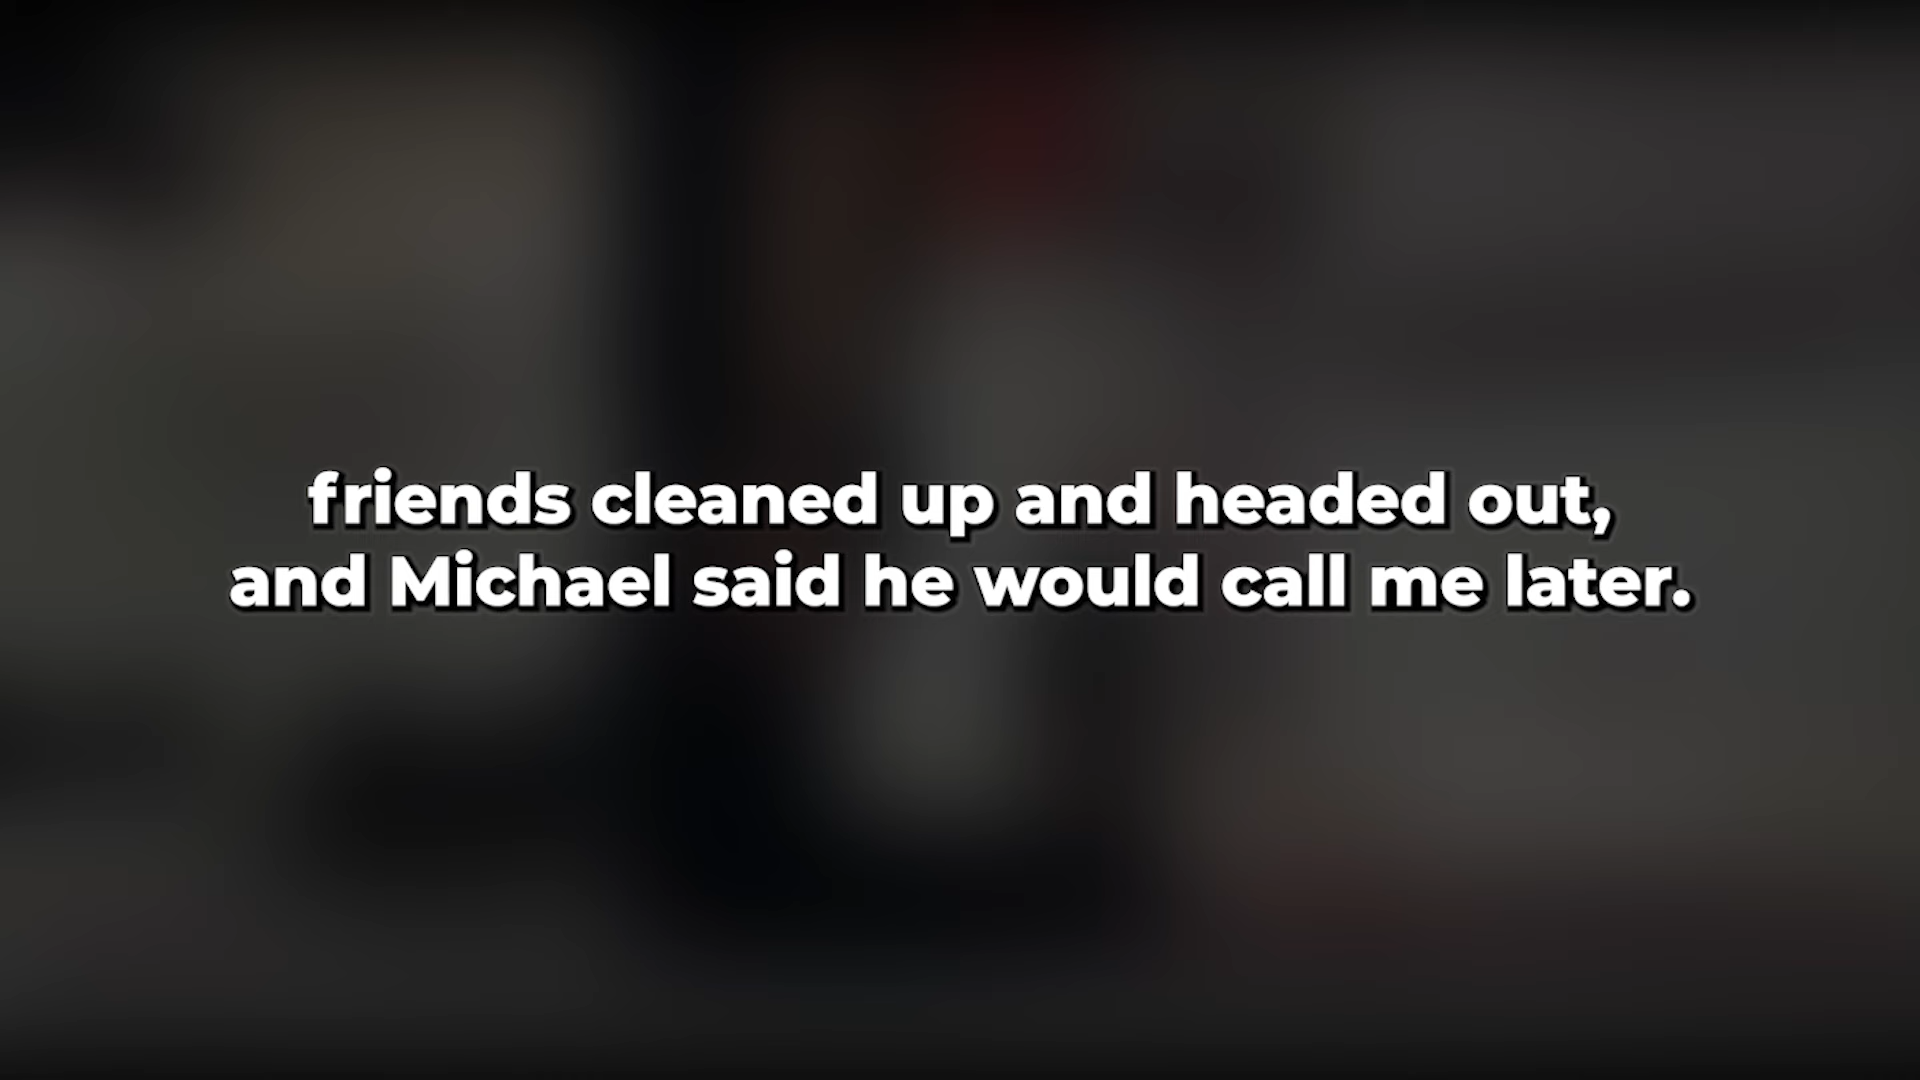 friends cleaned up and headed out,
and Michael said he would call me later.